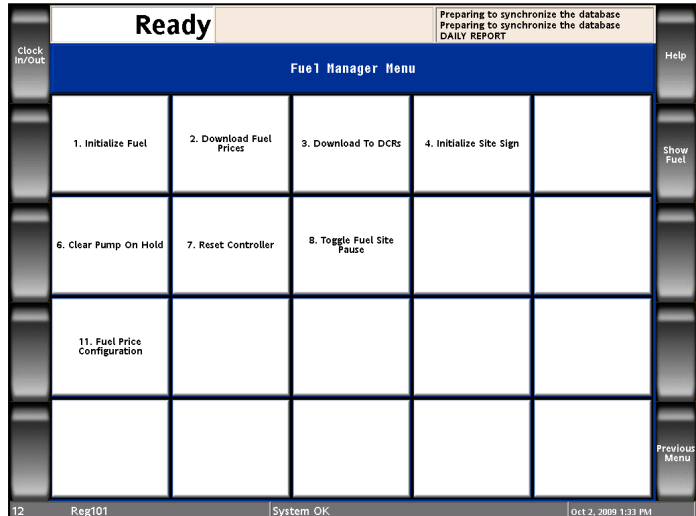 Ready
Preparing to synchronize the database
Preparing to synchronize the database
DAILY REPORT
Clock
In/Out
Fuel Manager Menu
Help
1. Initialize Fuel
2. Download Fuel
Prices
3. Download To DCRs
4. Initialize Site Sign
Show
Fuel
6. Clear Pump On Hold
7. Reset Controller
8. Toggle Fuel Site
Pause
11. Fuel Price
Configuration
Previous
Menu
12
Reg101
System OK
Oct 2, 2009 1:33 PM